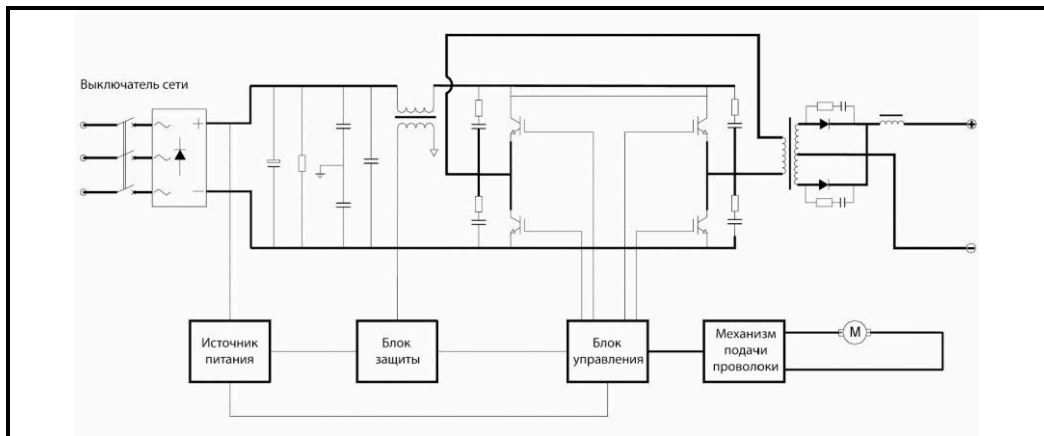 Выключатель сети
Источник
питания
Блок
защиты
Блок
управления
Механизм
подачи
проволоки
M